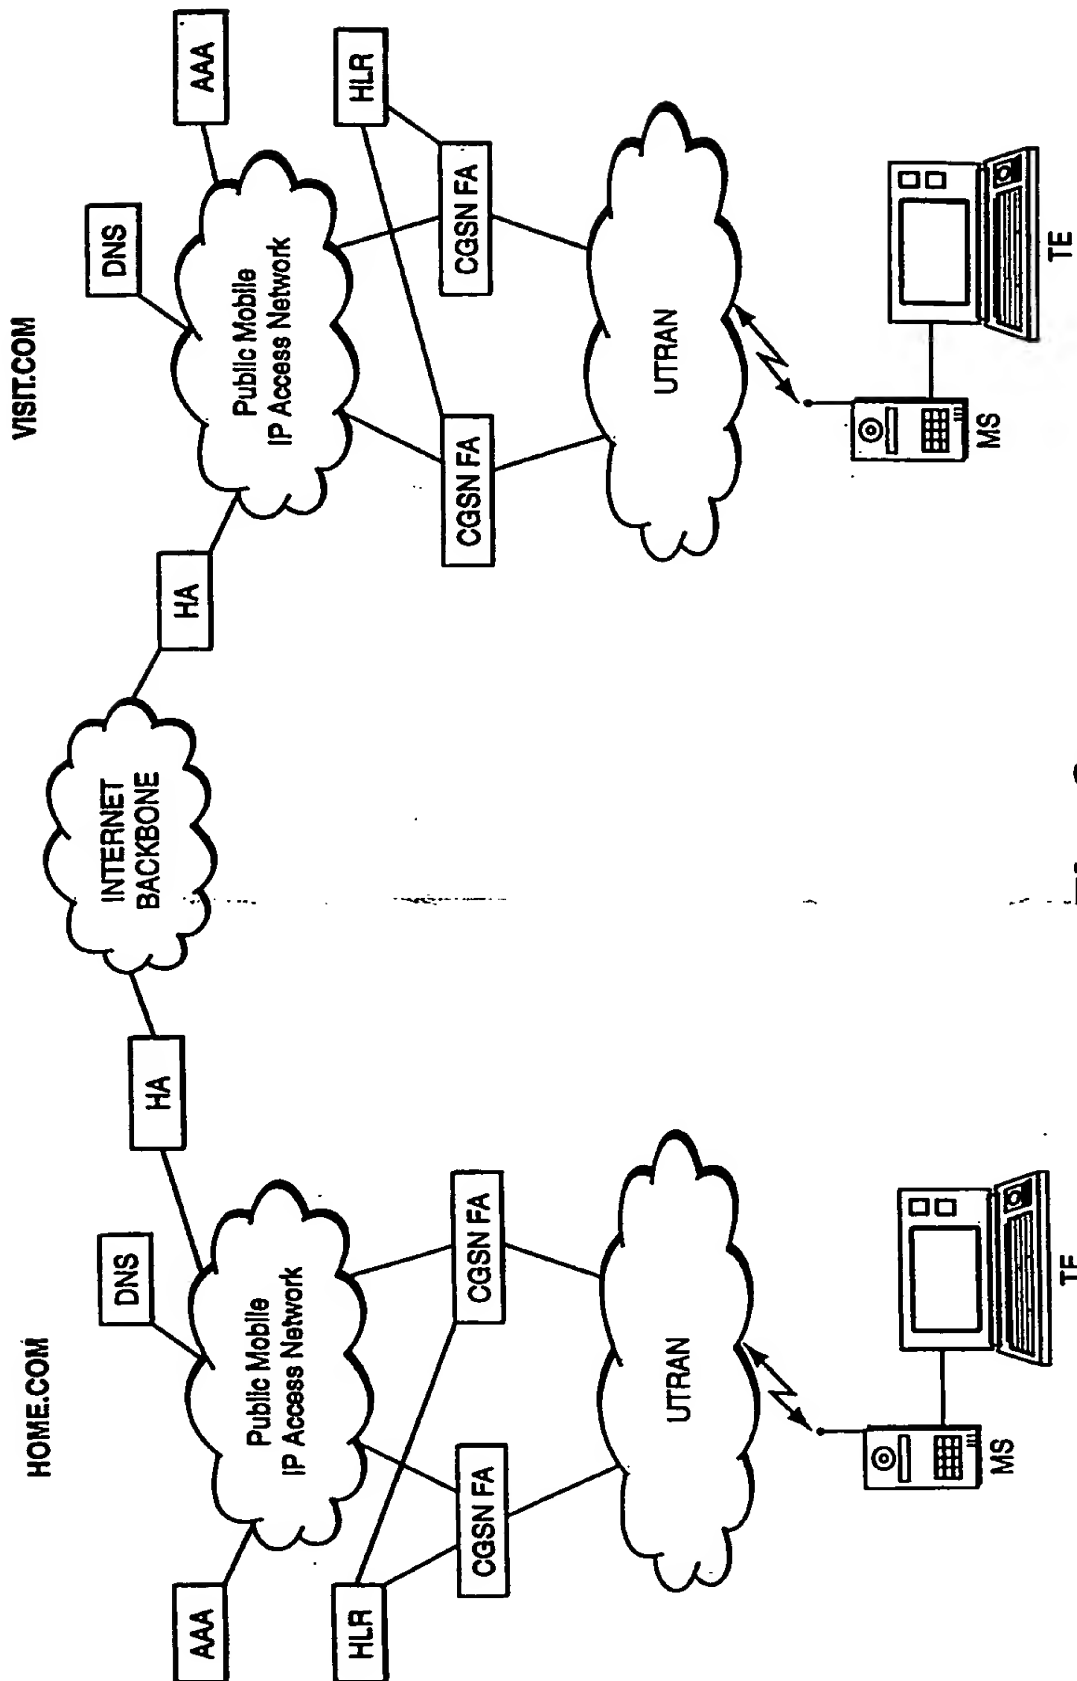 HOME.COM
VISIT.COM
INTERNET
BACKBONE
DNS
HA
HA
DNS
AAA
AAA
Public Mobile
IP Access Network
Public Mobile
IP Access Network
HLR
HLR
CGSN FA
CGSN FA
CGSN FA
CGSN FA
UTRAN
UTRAN
MS
TE
MS
TE